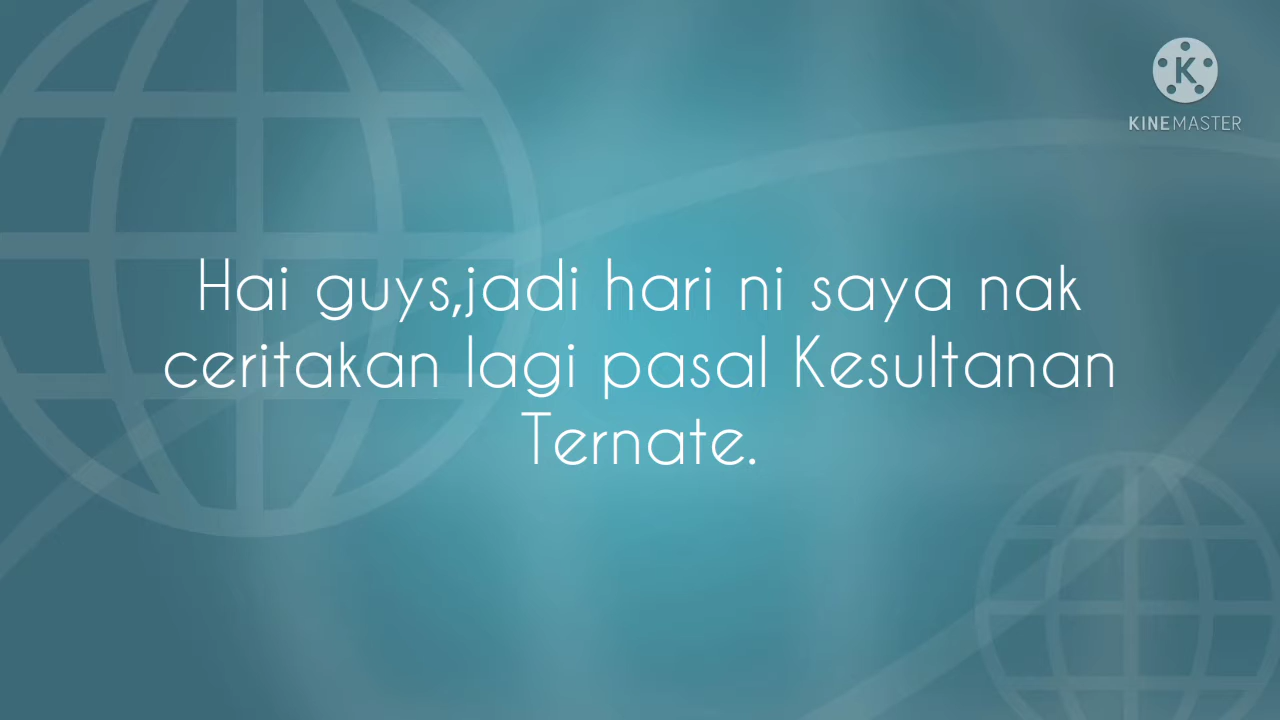 KINEMASTER
Hai guys,jadi hari ni saya nak
ceritakan lagi pasal Kesultanan
Ternate.